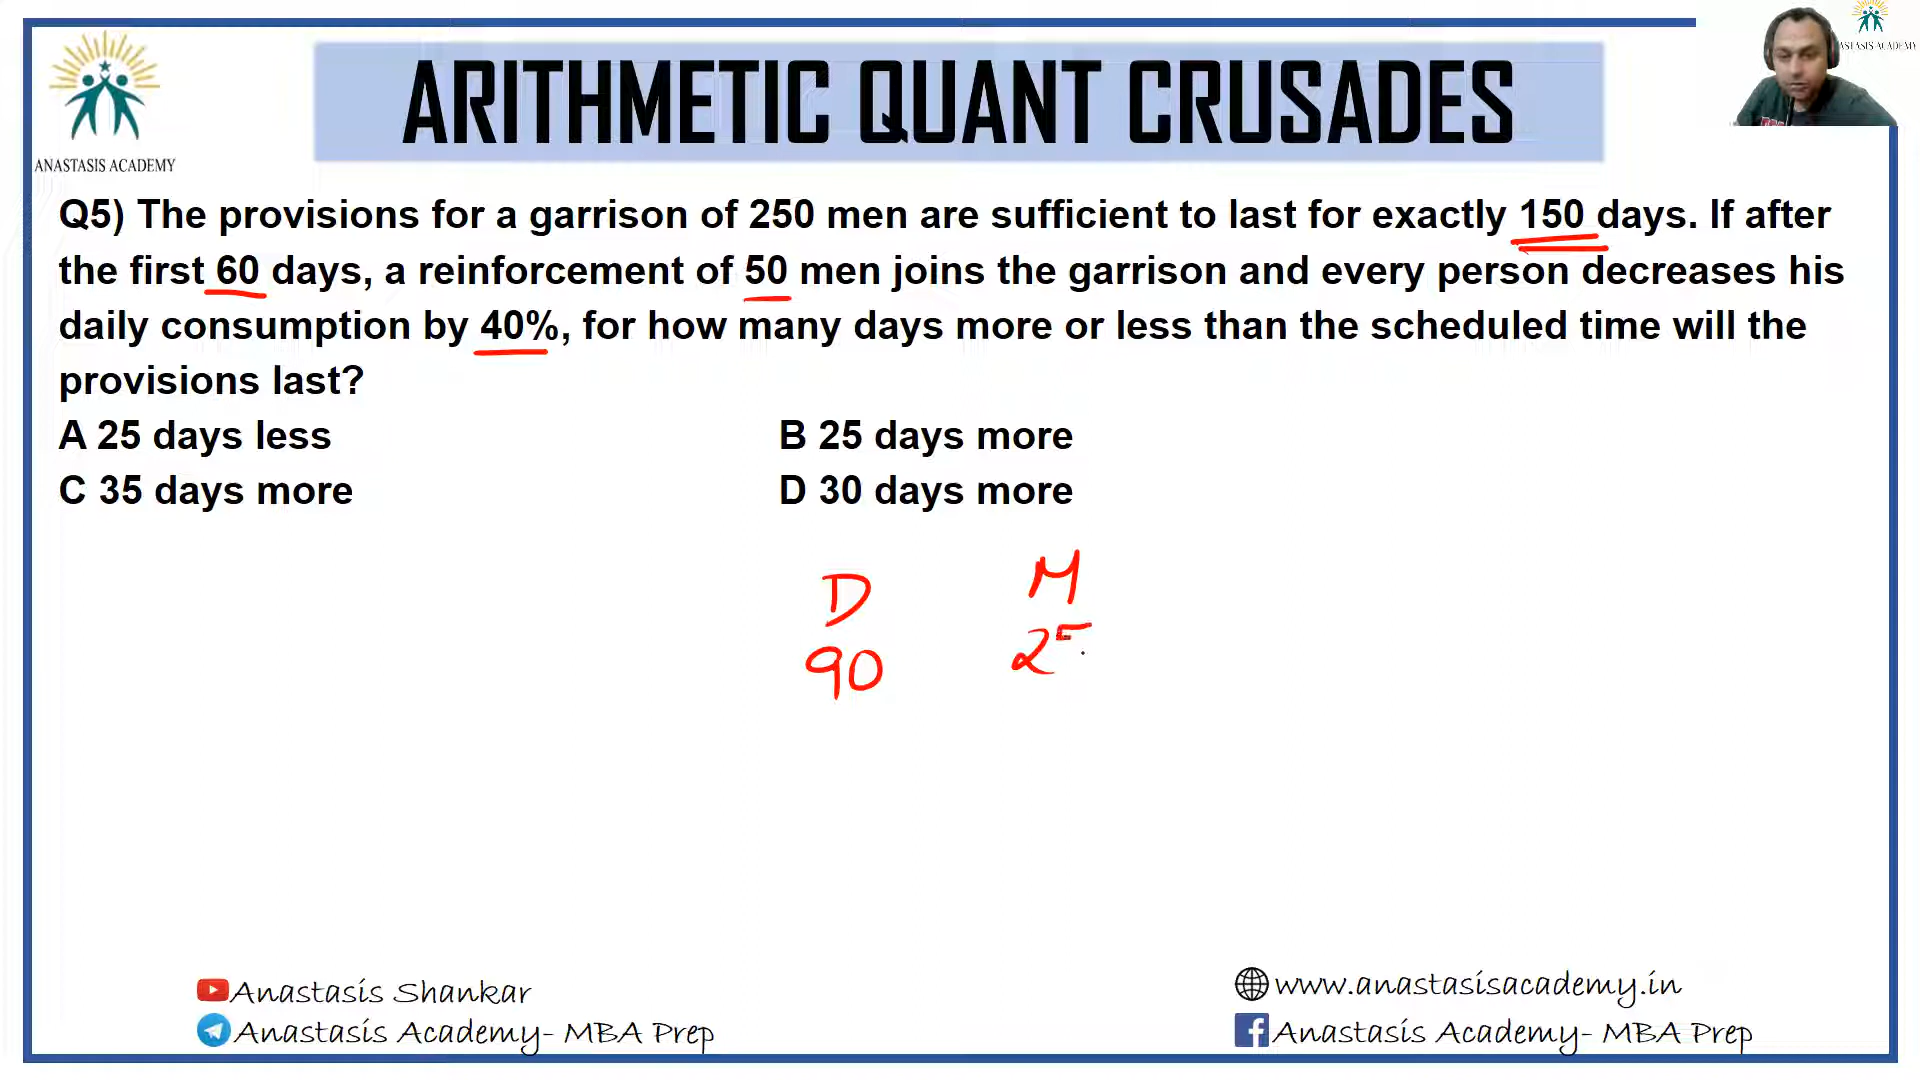 ARITHMETIC QUANT CRUSADES
ANASTASIS ACADEMY
ASIS ACADEMY
Q5) The provisions for a garrison of 250 men are sufficient to last for exactly 150 days. If after
the first 60 days, a reinforcement of 50 men joins the garrison and every person decreases his
daily consumption by 40%, for how many days more or less than the scheduled time will the
provisions last?
A 25 days less
B 25 days more
C 35 days more
D 30 days more
D M
90 25
Anastasis Shankar
www.anastasisacademy.in
Anastasis Academy- MBA Prep
Anastasis Academy- MBA Prep